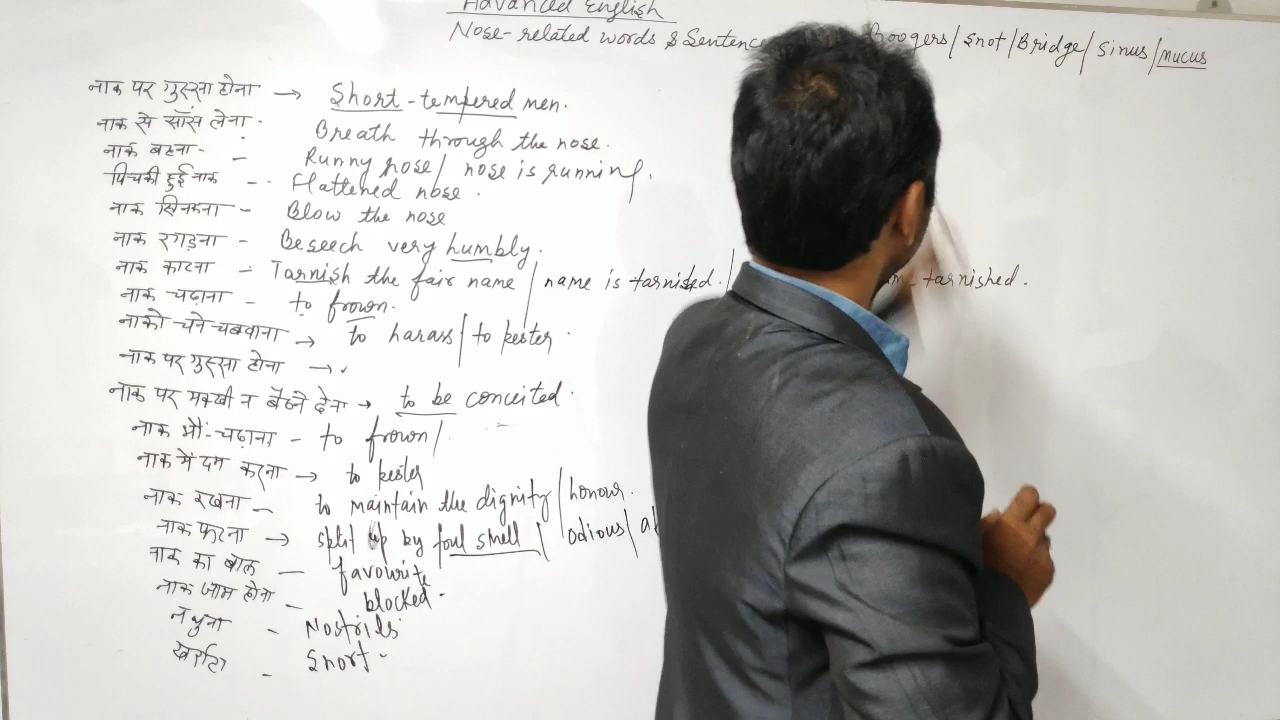 Advanced English
Nose-related words & Sentence Boogers/ Snot/ Bridge/ Sinus/ mucus
नाक पर गुस्सा होना → Short-tempered men.
नाक से साँस लेना - Breath through the nose.
नाक बहना - Runny nose/ nose is running.
पिचकी हुई नाक - Flattened nose.
नाक सिनकना - Blow the nose
नाक रगड़ना - Beseech very humbly.
नाक काटना - Tarnish the fair name/ name is tarnished./ tarnished.
नाक चढ़ाना - to frown.
नाको चने चबवाना → to harass/ to pester.
नाक पर गुस्सा होना →
नाक पर मक्खी न बैठने देना → to be conceited.
नाक भौं-चढ़ाना - to frown/.
नाक में दम करना → to pester
नाक रखना - to maintain the dignity/honour.
नाक फटना → split up by foul smell/ odious/
नाक का बाल - favourite
नाक जाम होना - blocked.
नथुना - Nostrils
खर्राटा - Snort-